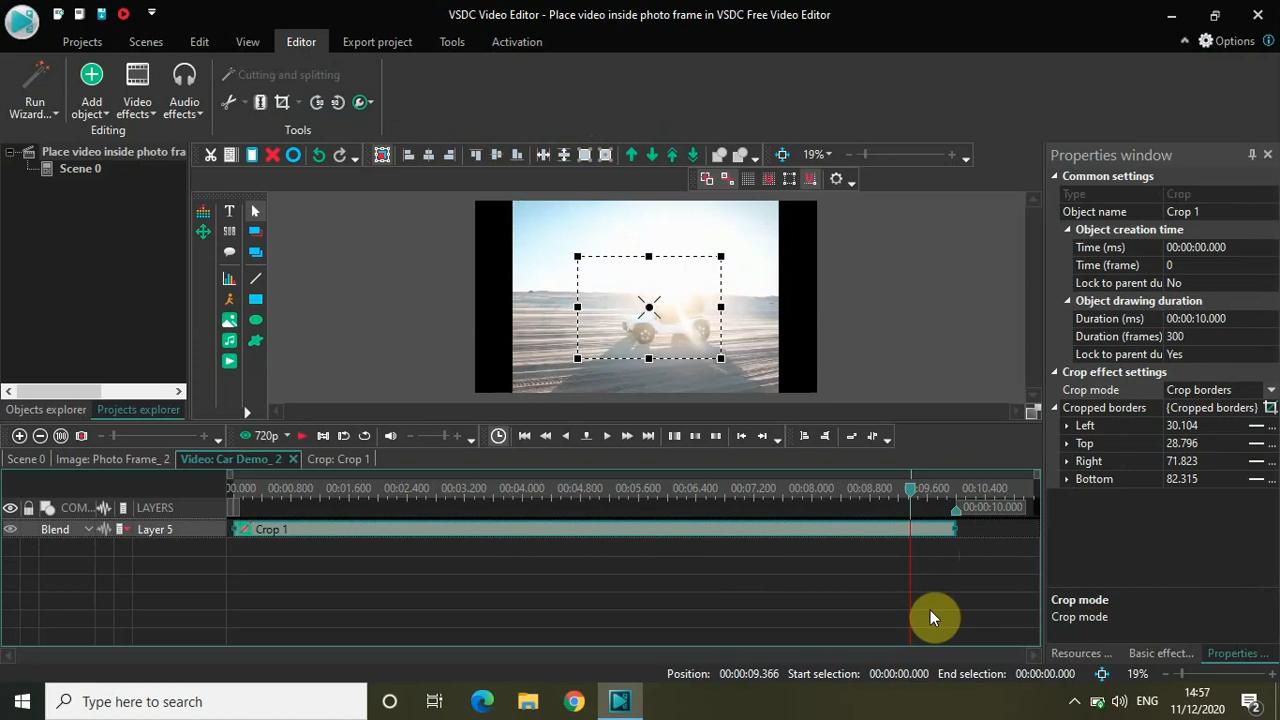 VSDC Video Editor - Place video inside photo frame in VSDC Free Video Editor
Projects Scenes Edit View Editor Export project Tools Activation Options
Run Wizard...
Add object
Video effects
Audio effects
Editing
Cutting and splitting
Tools
Place video inside photo fra
Scene 0
19%
Objects explorer Projects explorer
Properties window
Common settings
Type Crop
Object name Crop 1
Object creation time
Time (ms) 00:00:00.000
Time (frame) 0
Lock to parent du No
Object drawing duration
Duration (ms) 00:00:10.000
Duration (frames) 300
Lock to parent du Yes
Crop effect settings
Crop mode Crop borders
Cropped borders {Cropped borders}
Left 30.104
Top 28.796
Right 71.823
Bottom 82.315
Crop mode
Crop mode
Resources ... Basic effect... Properties ...
720p
Scene 0 Image: Photo Frame_ 2 Video: Car Demo_ 2 Crop: Crop 1
0.000 00:00.800 00:01.600 00:02.400 00:03.200 00:04.000 00:04.800 00:05.600 00:06.400 00:07.200 00:08.000 00:08.800 00:09.600 00:10.400
COM... LAYERS 00:00:10.000
Blend Layer 5 Crop 1
Position: 00:00:09.366 Start selection: 00:00:00.000 End selection: 00:00:00.000 19%
Type here to search
ENG
14:57
11/12/2020
2